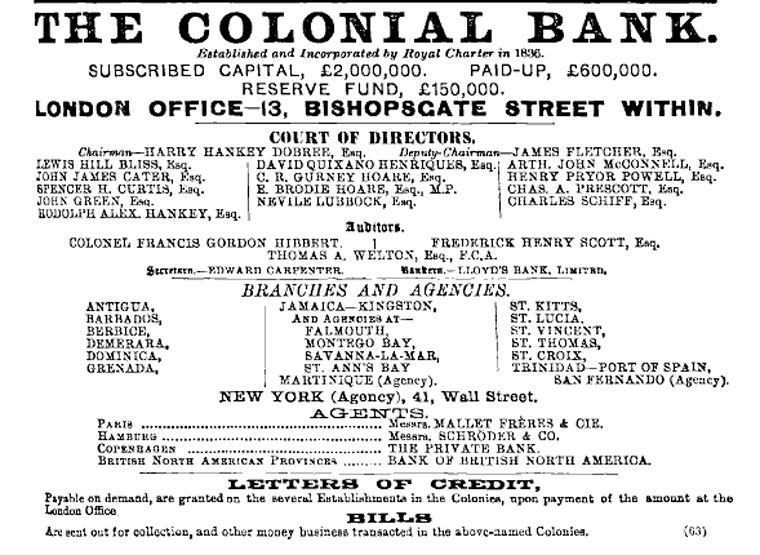 THE COLONIAL BANK.
Established and Incorporated by Royal Charter in 1836.
SUBSCRIBED CAPITAL, £2,000,000. PAID-UP, £600,000.
RESERVE FUND, £150,000.
LONDON OFFICE—13, BISHOPSGATE STREET WITHIN.
COURT OF DIRECTORS.
Chairman—HARRY HANKEY DOBREE, Esq. Deputy-Chairman—JAMES FLETCHER, Esq.
LEWIS HILL BLISS, Esq. DAVID QUIXANO HENRIQUES, Esq. ARTH. JOHN McCONNELL, Esq.
JOHN JAMES CATER, Esq. C. R. GURNEY HOARE, Esq. HENRY PRYOR POWELL, Esq.
SPENCER H. CURTIS, Esq. E. BRODIE HOARE, Esq., M.P. CHAS. A. PRESCOTT, Esq.
JOHN GREEN, Esq. NEVILE LUBBOCK, Esq. CHARLES SCHIFF, Esq.
RODOLPH ALEX. HANKEY, Esq.
Auditors.
COLONEL FRANCIS GORDON HIBBERT. FREDERICK HENRY SCOTT, Esq.
THOMAS A. WELTON, Esq., F.C.A.
Secretary.—EDWARD CARPENTER. Bankers.—LLOYD'S BANK, LIMITED.
BRANCHES AND AGENCIES.
ANTIGUA, JAMAICA—KINGSTON, ST. KITTS,
BARBADOS, AND AGENCIES AT— ST. LUCIA,
BERBICE, FALMOUTH, ST. VINCENT,
DEMERARA, MONTEGO BAY, ST. THOMAS,
DOMINICA, SAVANNA-LA-MAR, ST. CROIX,
GRENADA, ST. ANN'S BAY TRINIDAD—PORT OF SPAIN,
MARTINIQUE (Agency). SAN FERNANDO (Agency).
NEW YORK (Agency), 41, Wall Street.
AGENTS.
PARIS ........ Messrs. MALLET FRÈRES & CIE.
HAMBURG ........ Messrs. SCHRÖDER & CO.
COPENHAGEN ........ THE PRIVATE BANK.
BRITISH NORTH AMERICAN PROVINCES ......... BANK OF BRITISH NORTH AMERICA.
LETTERS OF CREDIT,
Payable on demand, are granted on the several Establishments in the Colonies, upon payment of the amount at the
London Office.
BILLS
Are sent out for collection, and other money business transacted in the above-named Colonies. (63)